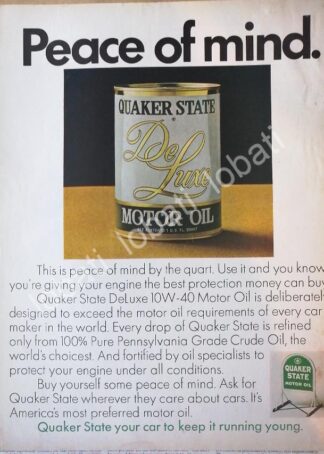 Peace of mind.
QUAKER STATE
De Luxe
MOTOR OIL
lobati lobati lobati
This is peace of mind by the quart. Use it and you know
you're giving your engine the best protection money can buy
Quaker State DeLuxe 10W-40 Motor Oil is deliberately
designed to exceed the motor oil requirements of every car
maker in the world. Every drop of Quaker State is refined
only from 100% Pure Pennsylvania Grade Crude Oil, the
world's choicest. And fortified by oil specialists to
protect your engine under all conditions.
Buy yourself some peace of mind. Ask for
Quaker State wherever they care about cars. It's
America's most preferred motor oil.
Quaker State your car to keep it running young.
QUAKER
STATE
MOTOR OIL